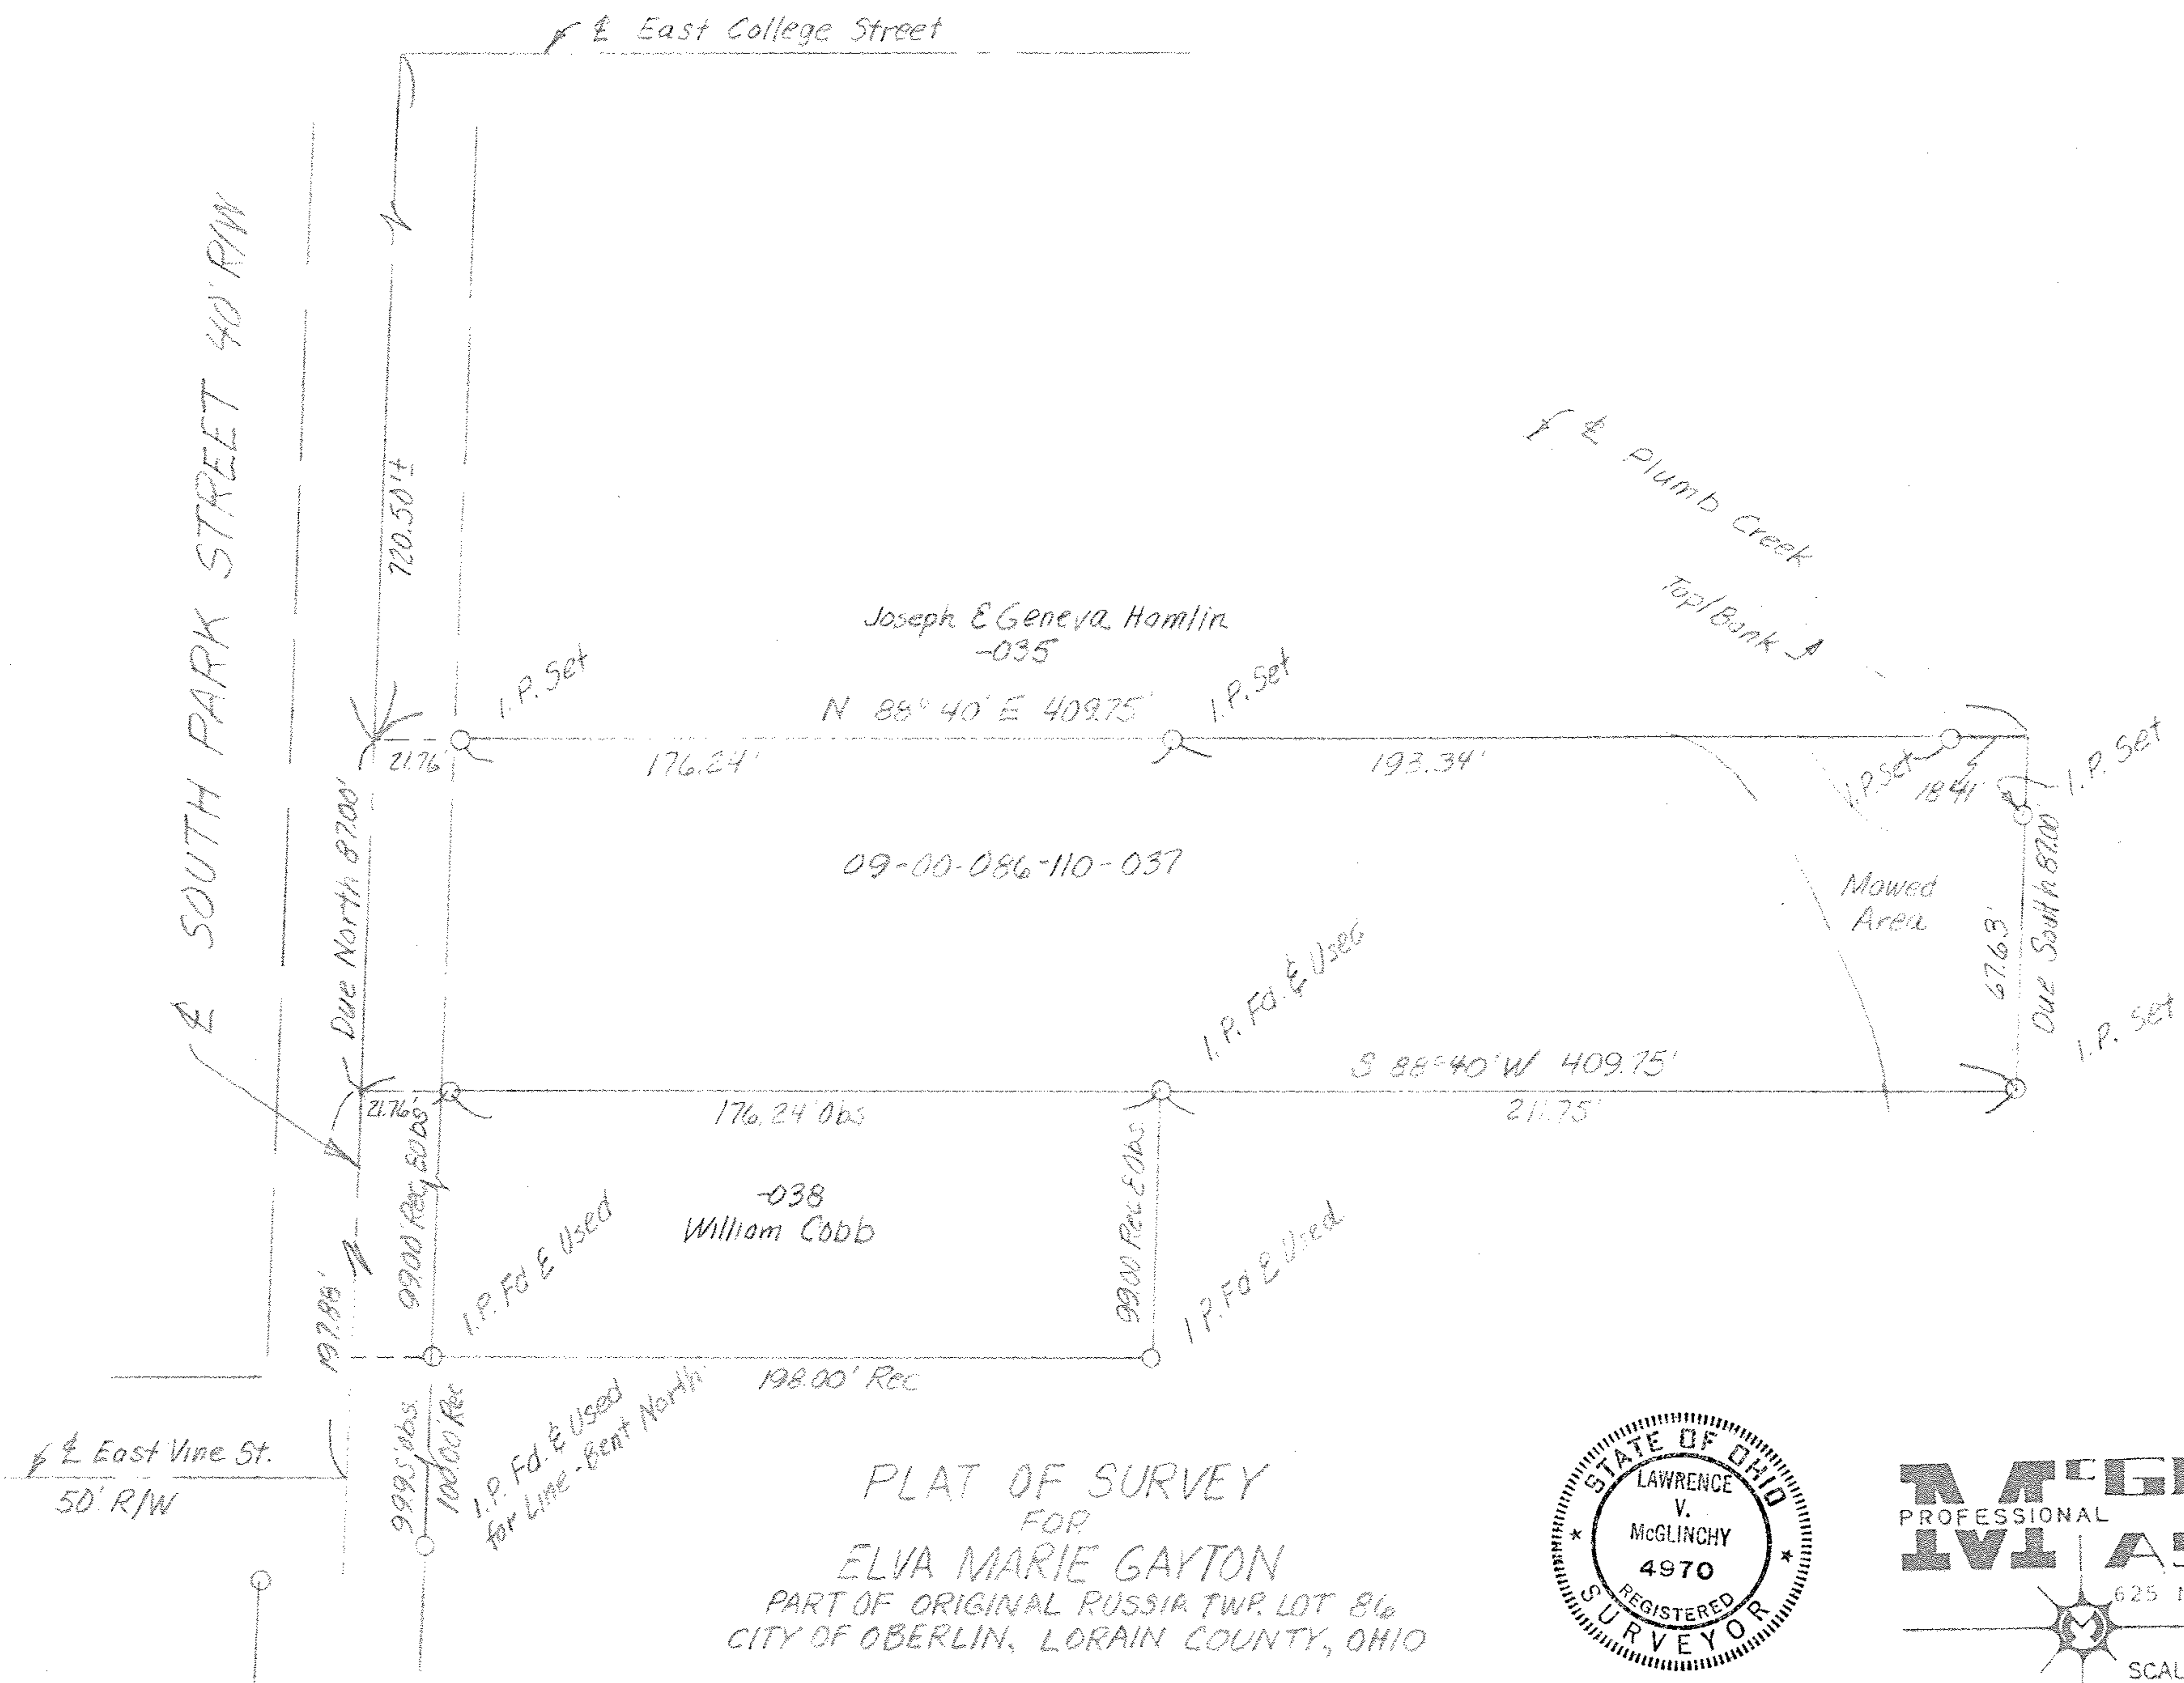 ℄ East College Street
℄ SOUTH PARK STREET 40' R/W
720.50'±
℄ Plumb Creek
Top/Bank
Joseph & Geneva Hamlin
-035
I.P. Set
I.P. Set
N 88° 40' E 409.75'
21.76'
176.24'
193.34'
I.P. Set
18.41'
I.P. Set
Due North 87.00'
09-00-086-110-037
Mowed
Area
67.63'
Due South 87.00'
I.P. Fd. & Used
I.P. Set
S 88° 40' W 409.75'
21.76'
176.24' Obs
211.75'
99.00' Rec. & Obs
-038
William Cobb
99.00 Rec & Obs.
I.P. Fd & Used
I.P. Fd & Used
197.88'
198.00' Rec
99.95' Obs.
100.00' Rec
I.P. Fd. & Used
for Line - Bent North
℄ East Vine St.
50' R/W
PLAT OF SURVEY
FOR
ELVA MARIE GAYTON
PART OF ORIGINAL RUSSIA TWP. LOT 86
CITY OF OBERLIN, LORAIN COUNTY, OHIO
STATE OF OHIO
LAWRENCE
V.
McGLINCHY
4970
REGISTERED
SURVEYOR
PROFESSIONAL
625